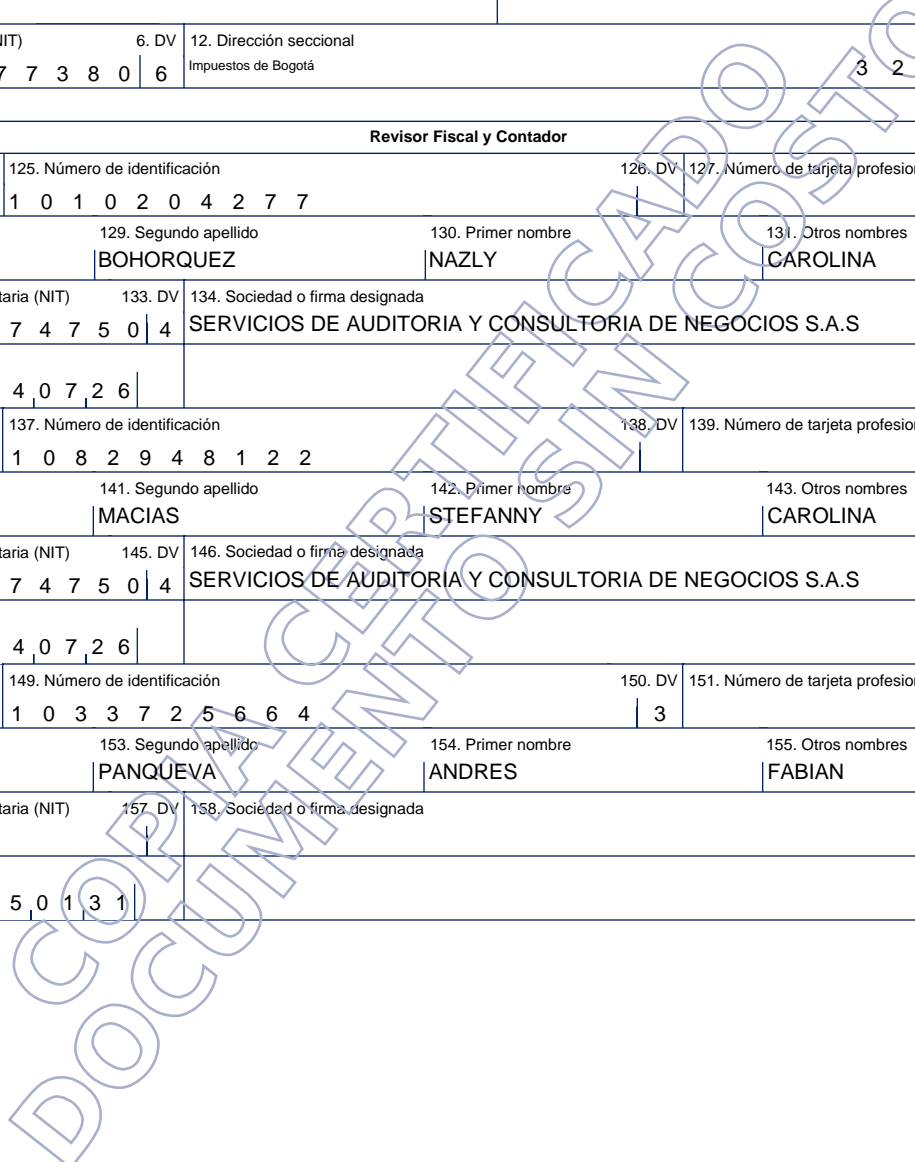 NIT) 6. DV 12. Dirección seccional
7 7 3 8 0 6 Impuestos de Bogotá 3 2
Revisor Fiscal y Contador
125. Número de identificación 126. DV 127. Número de tarjeta profesion
1 0 1 0 2 0 4 2 7 7
129. Segundo apellido 130. Primer nombre 131. Otros nombres
BOHORQUEZ NAZLY CAROLINA
taria (NIT) 133. DV 134. Sociedad o firma designada
7 4 7 5 0 4 SERVICIOS DE AUDITORIA Y CONSULTORIA DE NEGOCIOS S.A.S
4 0 7 2 6
137. Número de identificación 138. DV 139. Número de tarjeta profesion
1 0 8 2 9 4 8 1 2 2
141. Segundo apellido 142. Primer nombre 143. Otros nombres
MACIAS STEFANNY CAROLINA
taria (NIT) 145. DV 146. Sociedad o firma designada
7 4 7 5 0 4 SERVICIOS DE AUDITORIA Y CONSULTORIA DE NEGOCIOS S.A.S
4 0 7 2 6
149. Número de identificación 150. DV 151. Número de tarjeta profesion
1 0 3 3 7 2 5 6 6 4 3
153. Segundo apellido 154. Primer nombre 155. Otros nombres
PANQUEVA ANDRES FABIAN
taria (NIT) 157. DV 158. Sociedad o firma designada
5 0 1 3 1
COPIA CERTIFICADO
DOCUMENTO SIN COSTO